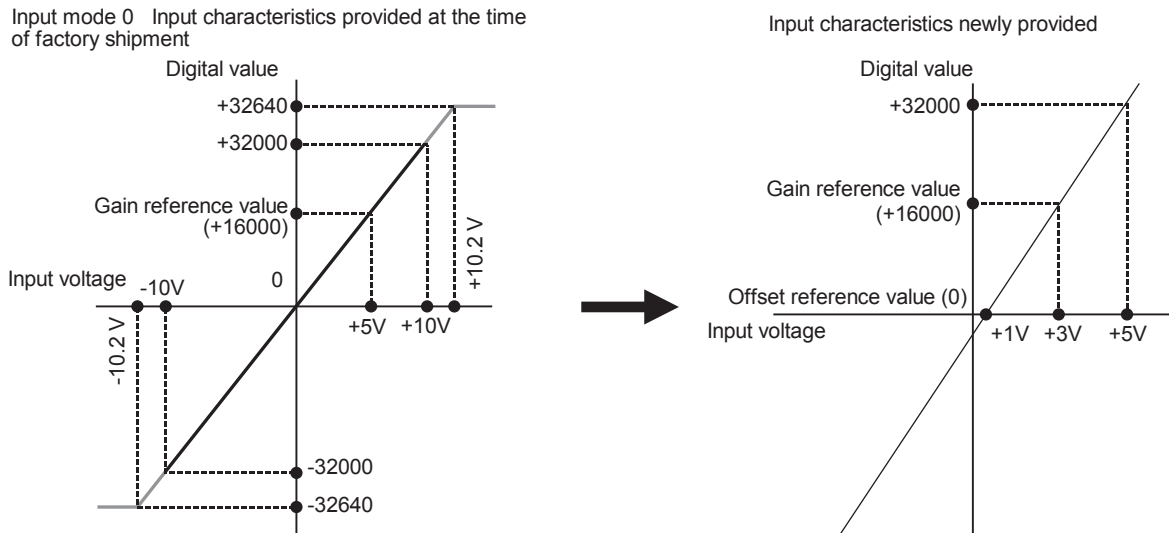 Input mode 0 Input characteristics provided at the time
of factory shipment
Digital value
+32640
+32000
Gain reference value
(+16000)
+10.2 V
Input voltage
-10V
0
-10.2 V
+5V
+10V
-32000
-32640
Input characteristics newly provided
Digital value
+32000
Gain reference value
(+16000)
Offset reference value (0)
Input voltage
+1V
+3V
+5V